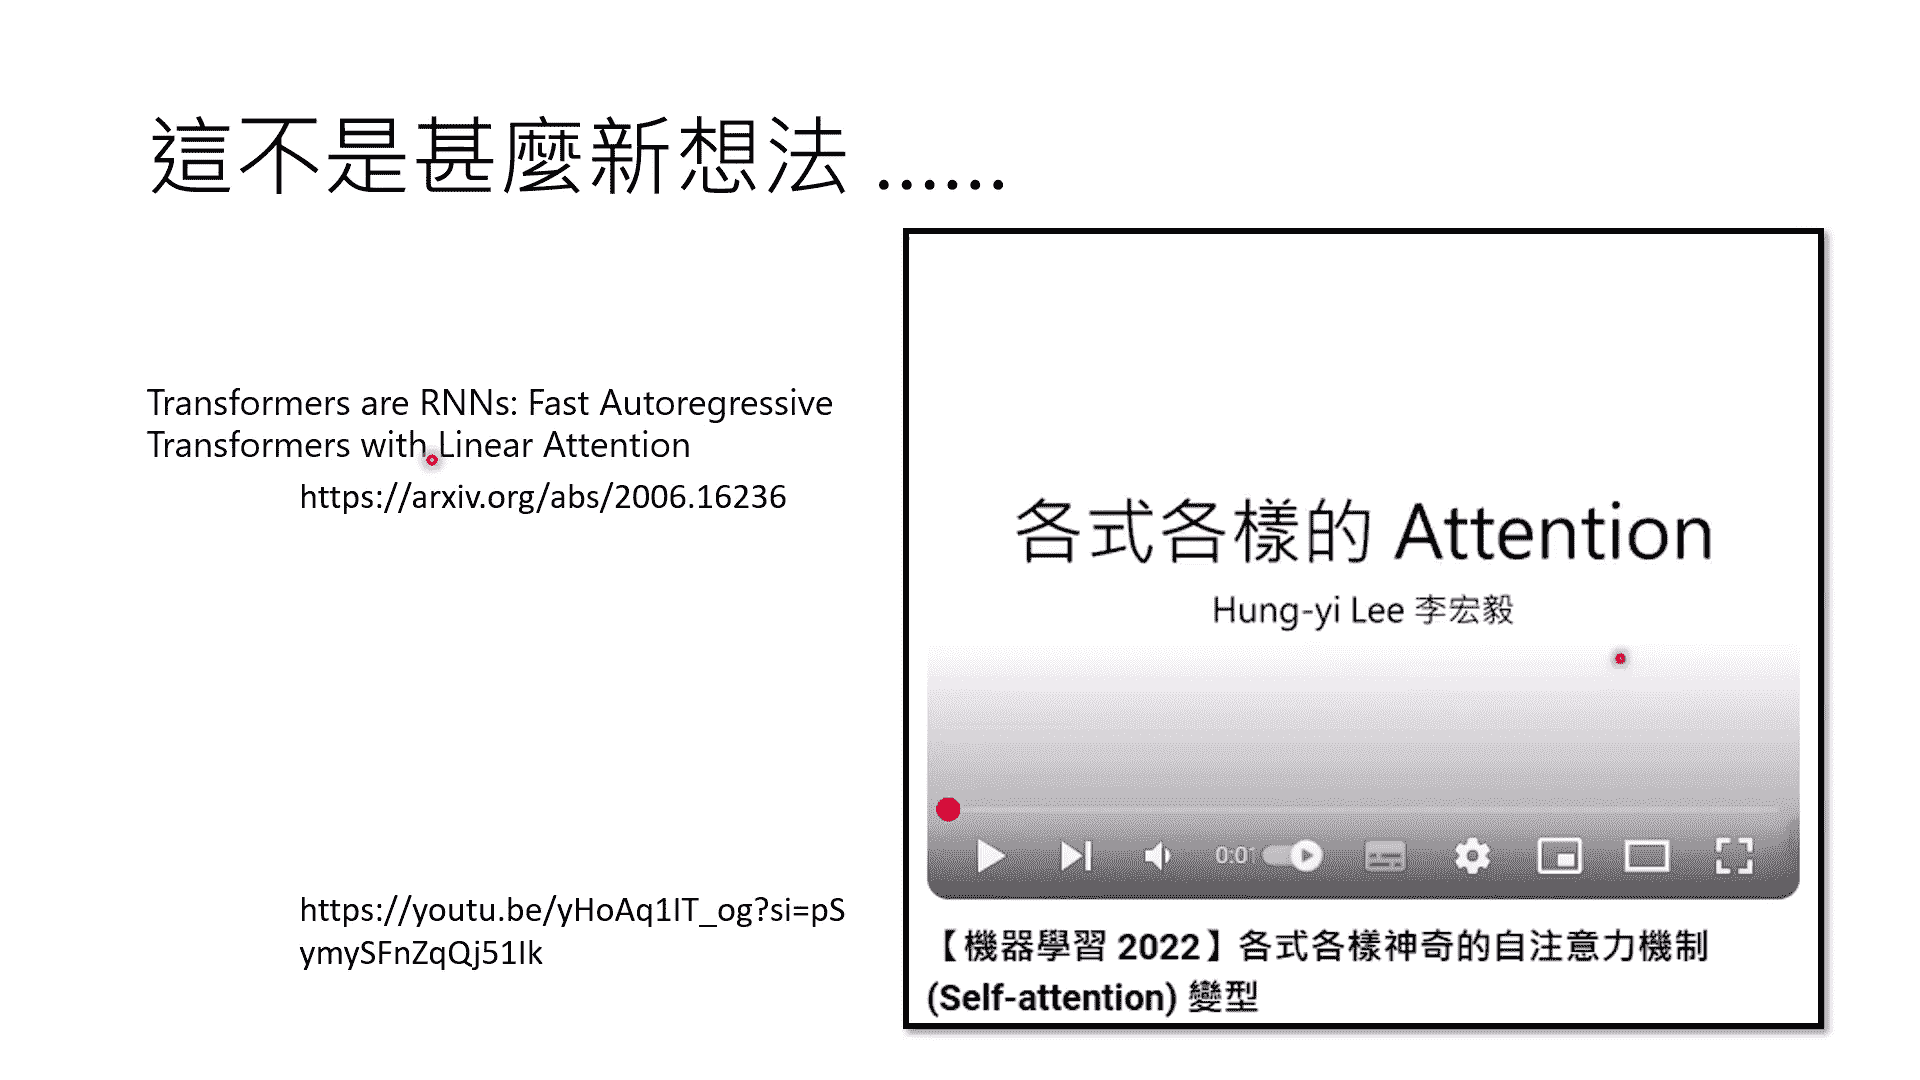 這不是甚麼新想法 ......
Transformers are RNNs: Fast Autoregressive
Transformers with Linear Attention
https://arxiv.org/abs/2006.16236
https://youtu.be/yHoAq1IT_og?si=pS
ymySFnZqQj51Ik
各式各樣的 Attention
Hung-yi Lee 李宏毅
0:01
【機器學習 2022】各式各樣神奇的自注意力機制
(Self-attention) 變型